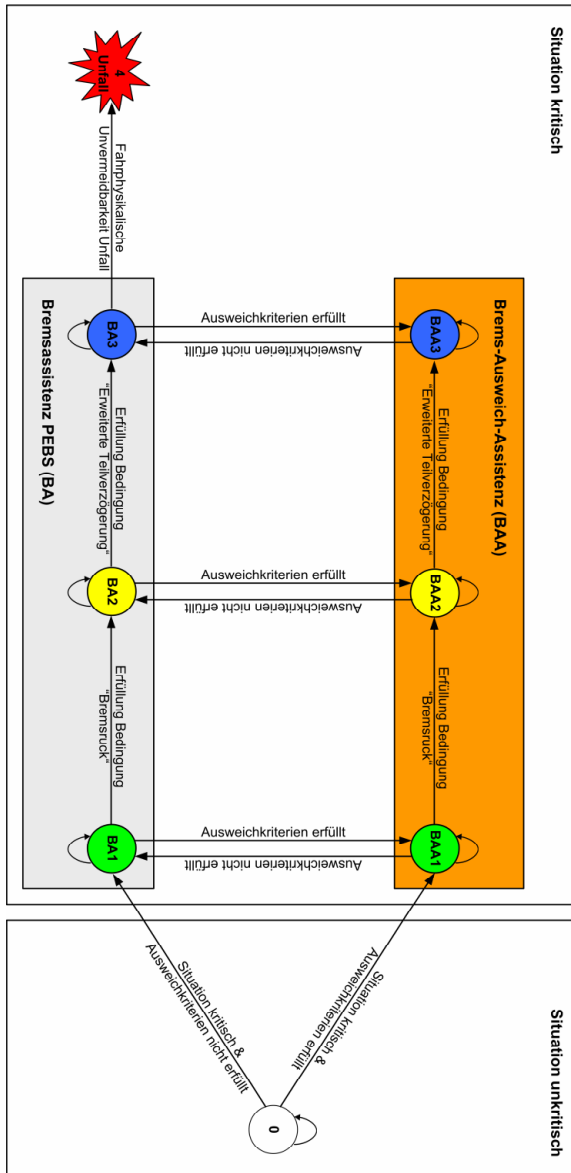 Situation kritisch
Situation unkritisch
Brems-Ausweich-Assistenz (BAA)
BAA3
Erfüllung Bedingung
“Erweiterte Teilverzögerung“
BAA2
Erfüllung Bedingung
“Bremsruck“
BAA1
Situation kritisch &
Ausweichkriterien erfüllt
Ausweichkriterien erfüllt
Ausweichkriterien nicht erfüllt
Ausweichkriterien erfüllt
Ausweichkriterien nicht erfüllt
Ausweichkriterien erfüllt
Ausweichkriterien nicht erfüllt
0
Situation kritisch &
Ausweichkriterien nicht erfüllt
4
Unfall
Fahrphysikalische
Unvermeidbarkeit Unfall
BA3
Erfüllung Bedingung
“Erweiterte Teilverzögerung“
BA2
Erfüllung Bedingung
“Bremsruck“
BA1
Bremsassistenz PEBS (BA)